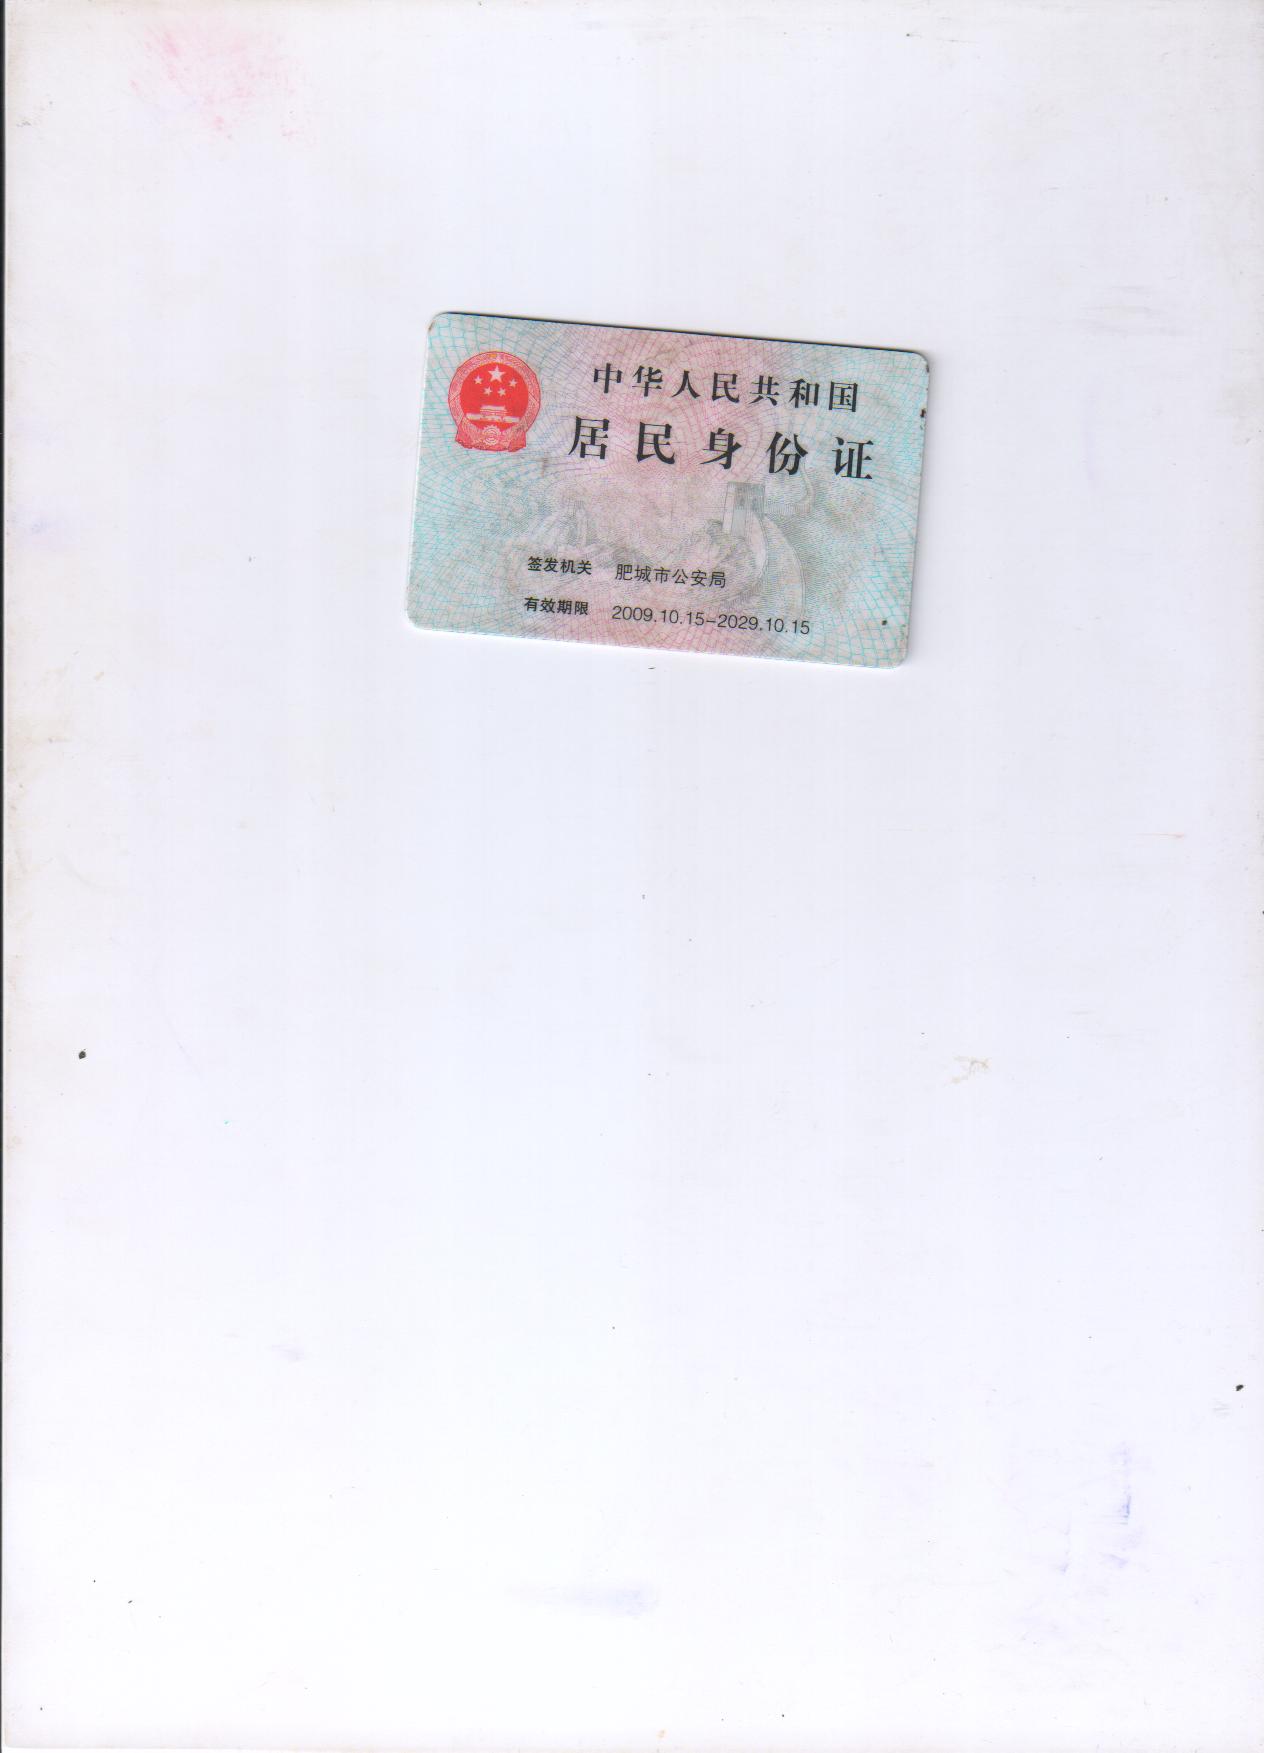 中华人民共和国
居民身份证
签发机关 肥城市公安局
有效期限 2009.10.15-2029.10.15